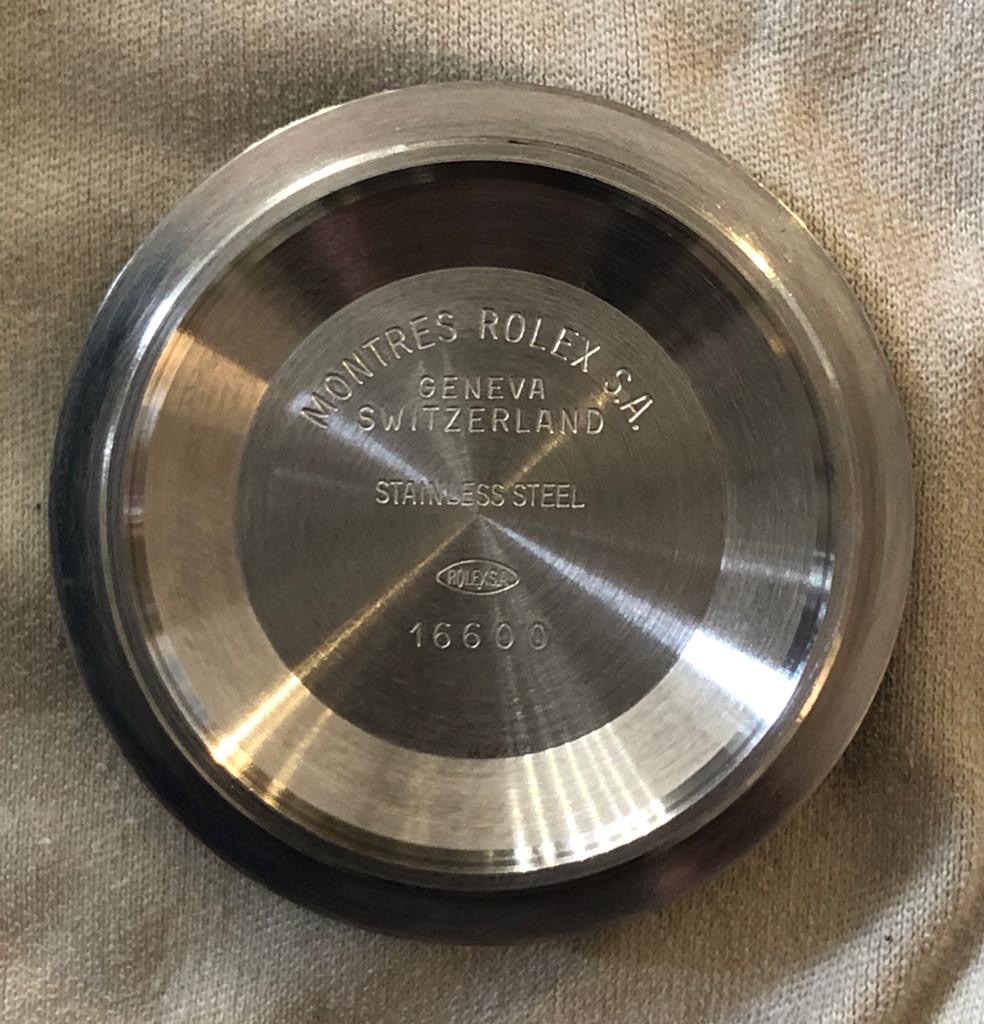 MONTRES ROLEX S.A.
GENEVA
SWITZERLAND
STAINLESS STEEL
ROLEX S.A
16600